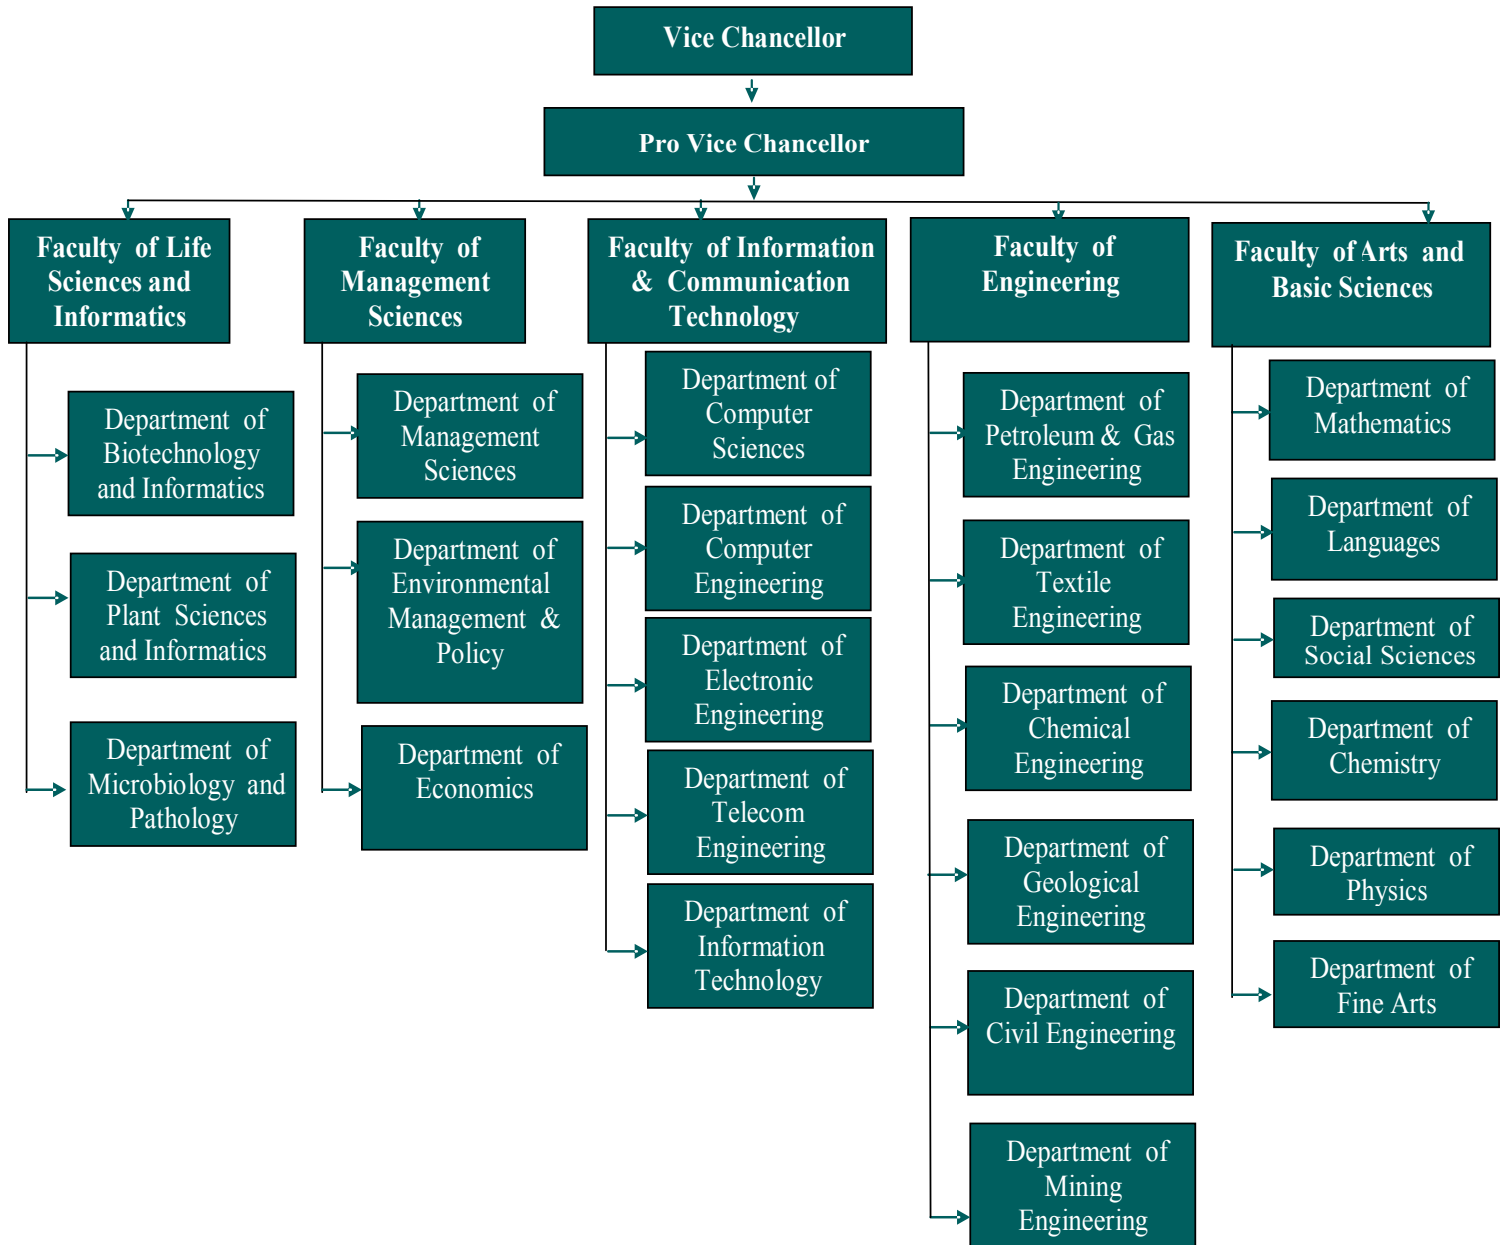 Vice Chancellor
Pro Vice Chancellor
Faculty of Life
Sciences and
Informatics
Department of
Biotechnology
and Informatics
Department of
Plant Sciences
and Informatics
Department of
Microbiology and
Pathology
Faculty of
Management
Sciences
Department of
Management
Sciences
Department of
Environmental
Management &
Policy
Department of
Economics
Faculty of Information
& Communication
Technology
Department of
Computer
Sciences
Department of
Computer
Engineering
Department of
Electronic
Engineering
Department of
Telecom
Engineering
Department of
Information
Technology
Faculty of
Engineering
Department of
Petroleum & Gas
Engineering
Department of
Textile
Engineering
Department of
Chemical
Engineering
Department of
Geological
Engineering
Department of
Civil Engineering
Department of
Mining
Engineering
Faculty of Arts and
Basic Sciences
Department of
Mathematics
Department of
Languages
Department of
Social Sciences
Department of
Chemistry
Department of
Physics
Department of
Fine Arts